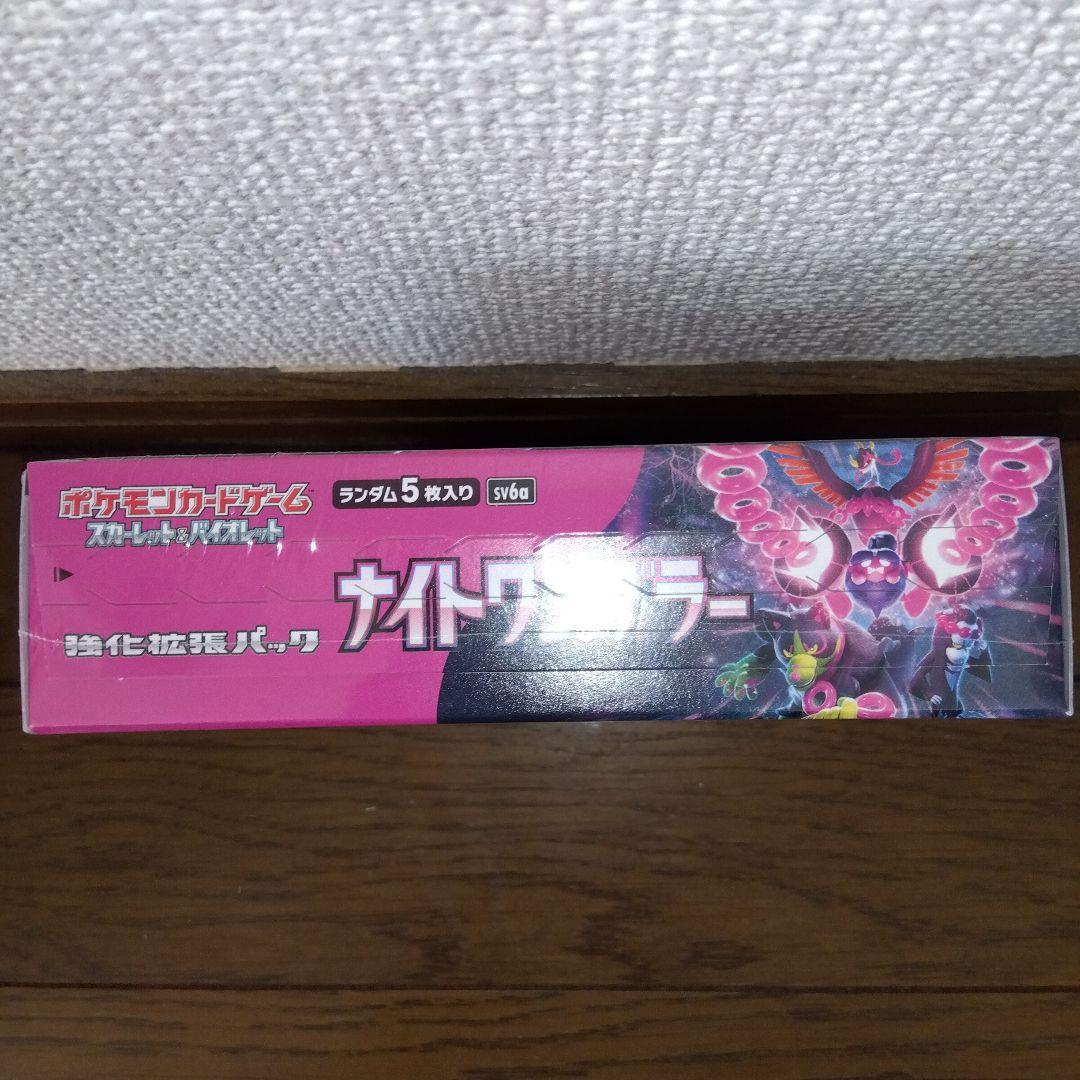 ポケモンカードゲーム
スカーレット&バイオレット
ランダム5枚入り
sv6a
ナイトワンダラー
強化拡張パック